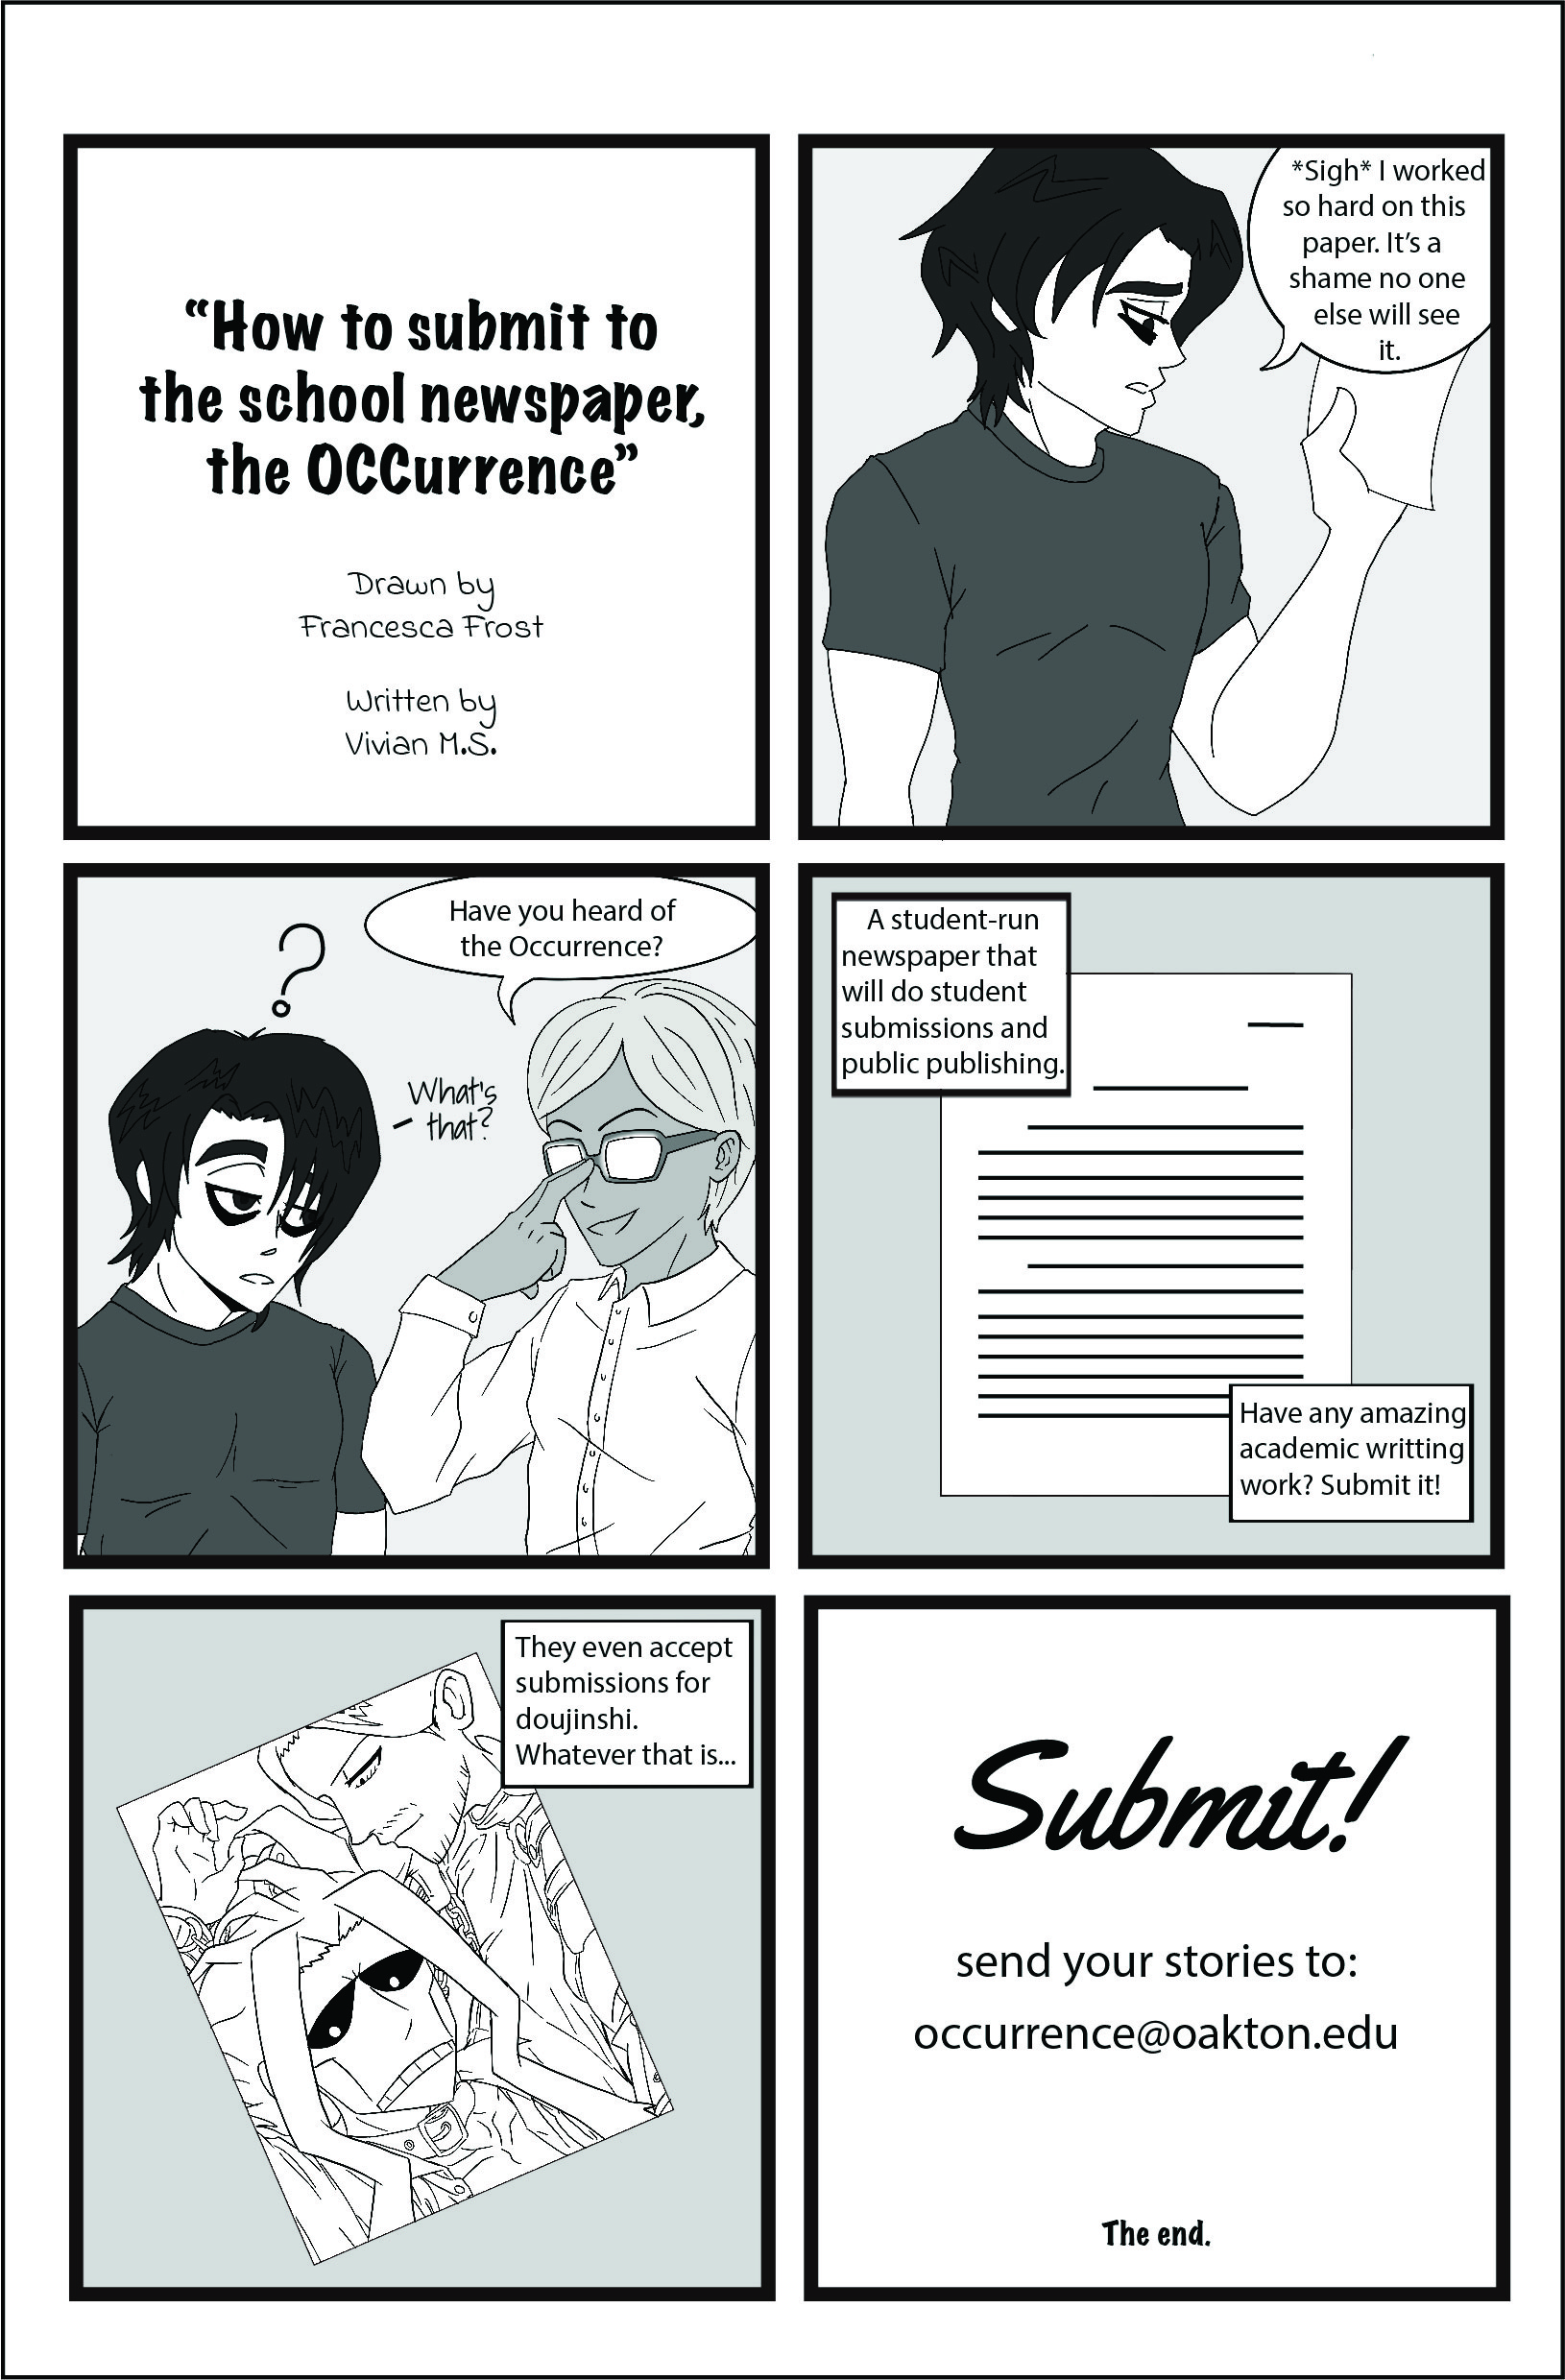 “How to submit to
the school newspaper,
the OCCurrence”
Drawn by
Francesca Frost
Written by
Vivian M.S.
*Sigh* I worked
so hard on this
paper. It’s a
shame no one
else will see
it.
?
Have you heard of
the Occurrence?
What's
that?
A student-run
newspaper that
will do student
submissions and
public publishing.
Have any amazing
academic writting
work? Submit it!
They even accept
submissions for
doujinshi.
Whatever that is...
Submit!
send your stories to:
occurrence@oakton.edu
The end.